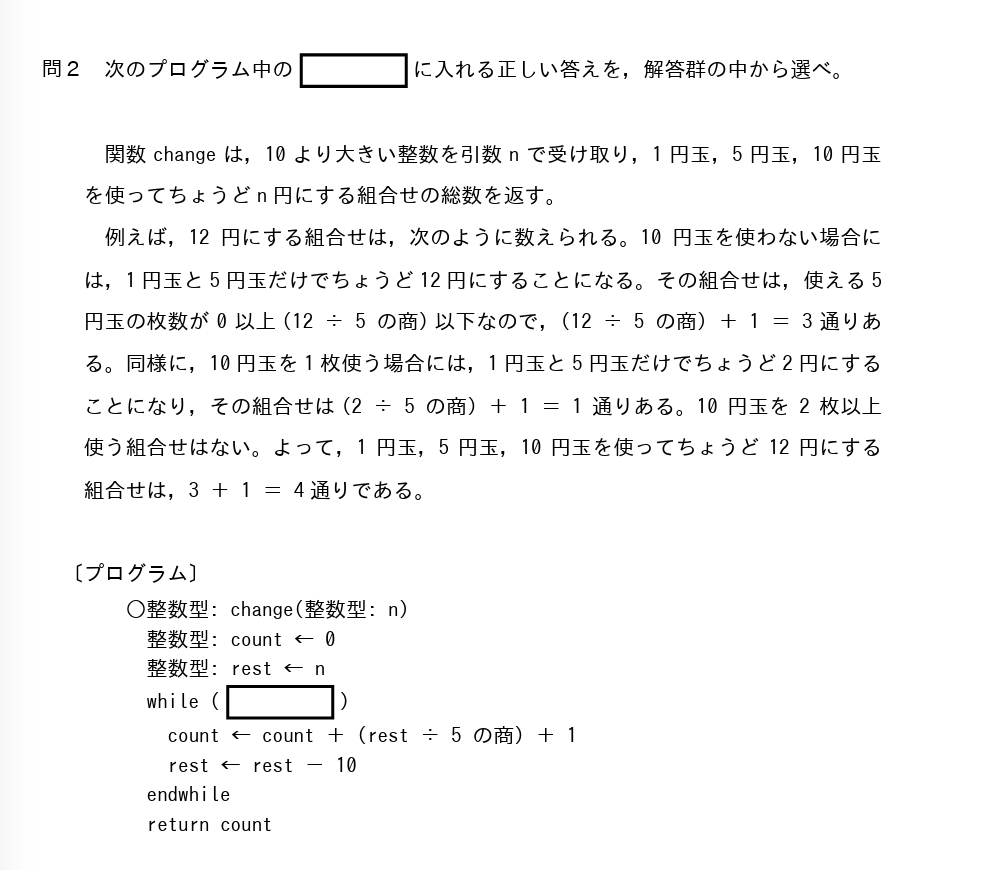 問2 次のプログラム中の に入れる正しい答えを，解答群の中から選べ。
関数 change は，10 より大きい整数を引数 n で受け取り，1 円玉，5 円玉，10 円玉
を使ってちょうど n 円にする組合せの総数を返す。
例えば，12 円にする組合せは，次のように数えられる。10 円玉を使わない場合に
は，1 円玉と 5 円玉だけでちょうど 12 円にすることになる。その組合せは，使える 5
円玉の枚数が 0 以上 (12 ÷ 5 の商) 以下なので，(12 ÷ 5 の商) ＋ 1 ＝ 3 通りあ
る。同様に，10 円玉を 1 枚使う場合には，1 円玉と 5 円玉だけでちょうど 2 円にする
ことになり，その組合せは (2 ÷ 5 の商) ＋ 1 ＝ 1 通りある。10 円玉を 2 枚以上
使う組合せはない。よって，1 円玉，5 円玉，10 円玉を使ってちょうど 12 円にする
組合せは，3 ＋ 1 ＝ 4 通りである。
〔プログラム〕
○整数型: change(整数型: n)
整数型: count ← 0
整数型: rest ← n
while ( )
count ← count ＋ (rest ÷ 5 の商) ＋ 1
rest ← rest － 10
endwhile
return count